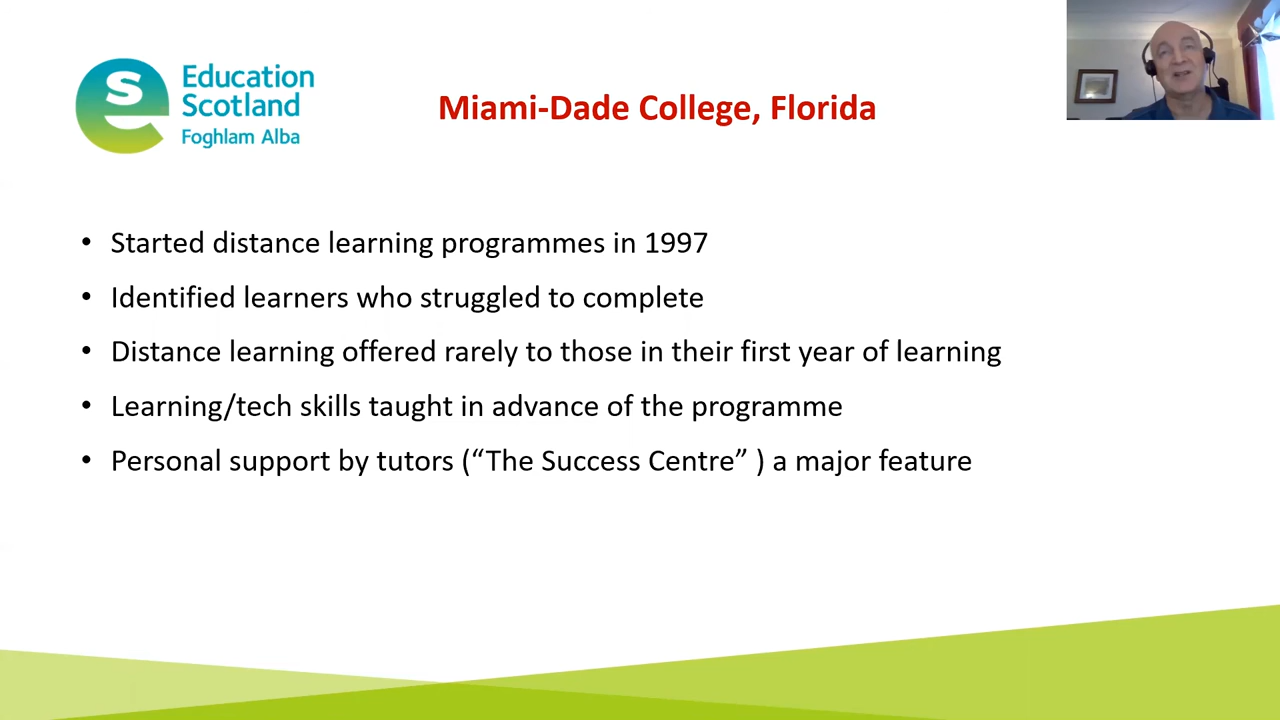 Education
Scotland
Foghlam Alba
Miami-Dade College, Florida
• Started distance learning programmes in 1997
• Identified learners who struggled to complete
• Distance learning offered rarely to those in their first year of learning
• Learning/tech skills taught in advance of the programme
• Personal support by tutors (“The Success Centre” ) a major feature